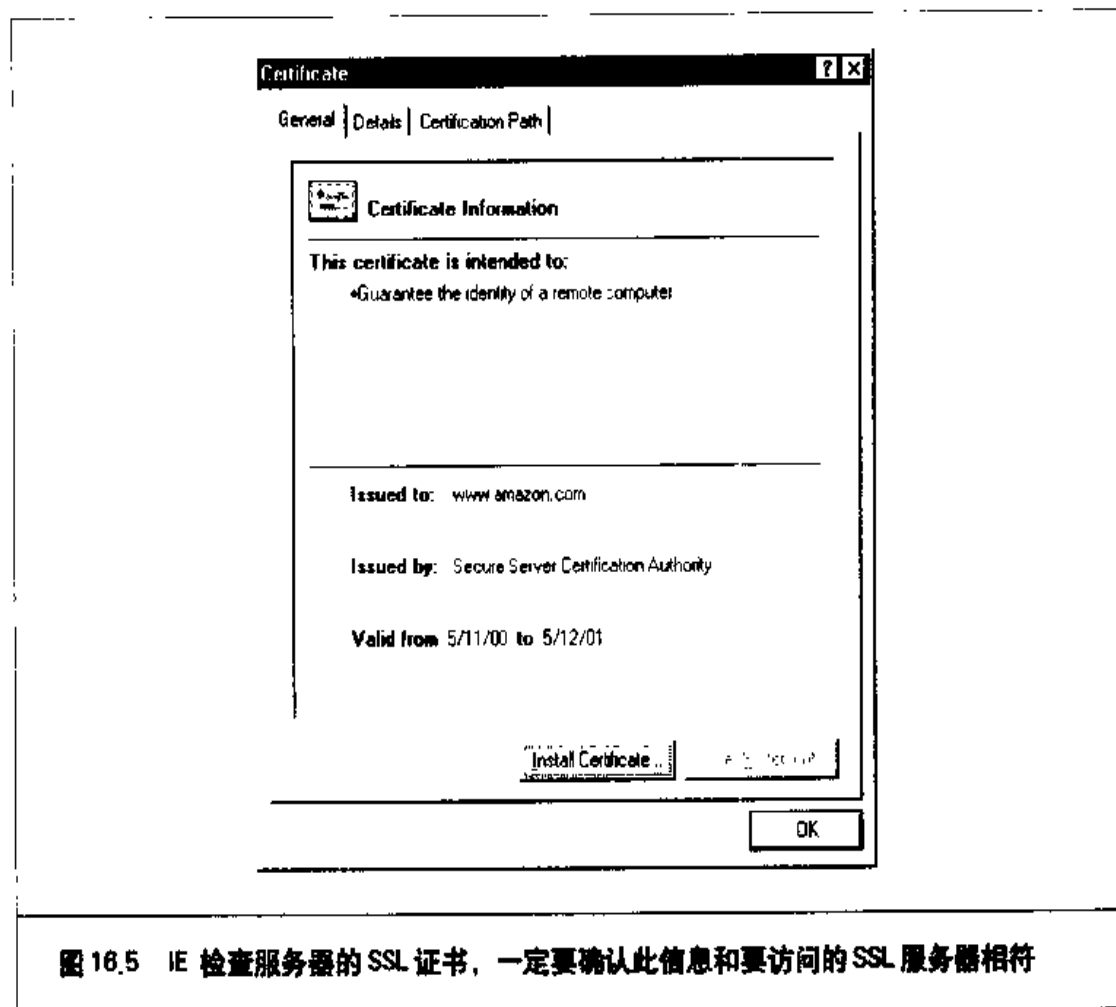 Certificate
General Details Certification Path
Certificate Information
This certificate is intended to:
•Guarantee the identity of a remote computer
Issued to: www.amazon.com
Issued by: Secure Server Certification Authority
Valid from 5/11/00 to 5/12/01
Install Certificate...
OK
图 16.5 IE 检查服务器的 SSL 证书，一定要确认此信息和要访问的 SSL 服务器相符